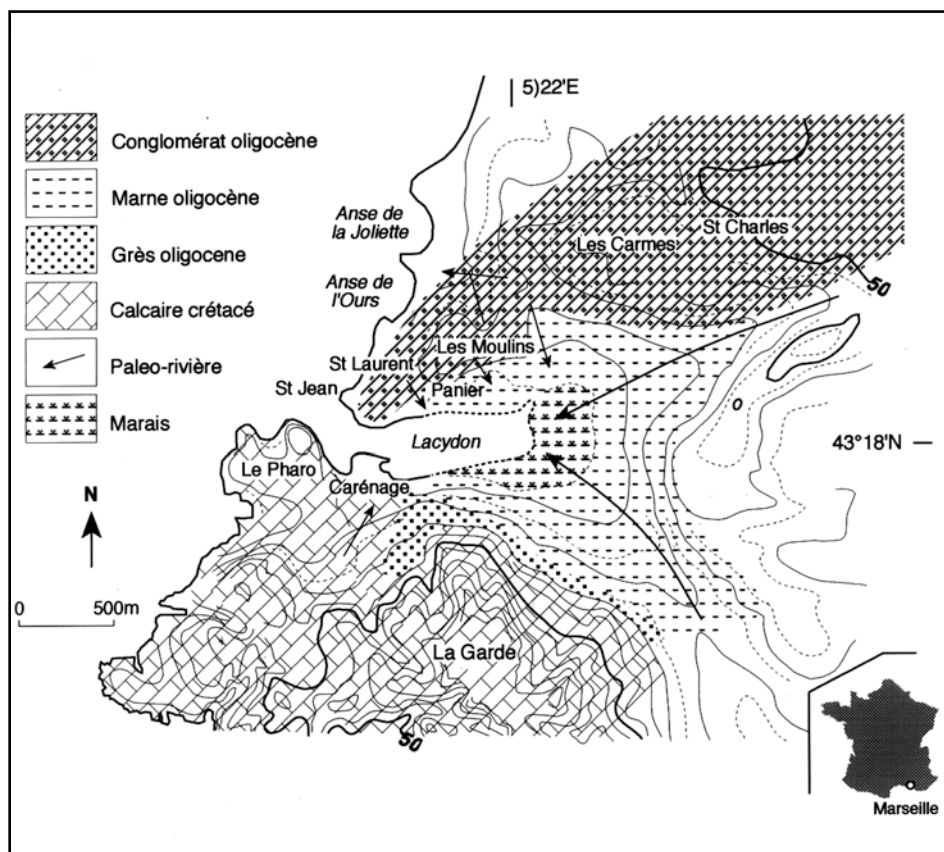 5)22'E
Conglomérat oligocène
Marne oligocène
Grès oligocene
Calcaire crétacé
Paleo-rivière
Marais
Anse de
la Joliette
Anse de
l'Ours
Les Carmes
St Charles
50
St Laurent
Les Moulins
St Jean
Panier
0
Lacydon
43°18'N
Le Pharo
Carénage
N
0 500m
La Garde
50
Marseille